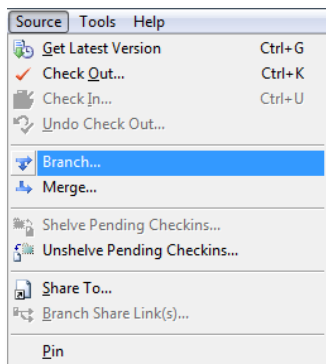 Source Tools Help
Get Latest Version Ctrl+G
Check Out... Ctrl+K
Check In... Ctrl+U
Undo Check Out...
Branch...
Merge...
Shelve Pending Checkins...
Unshelve Pending Checkins...
Share To...
Branch Share Link(s)...
Pin